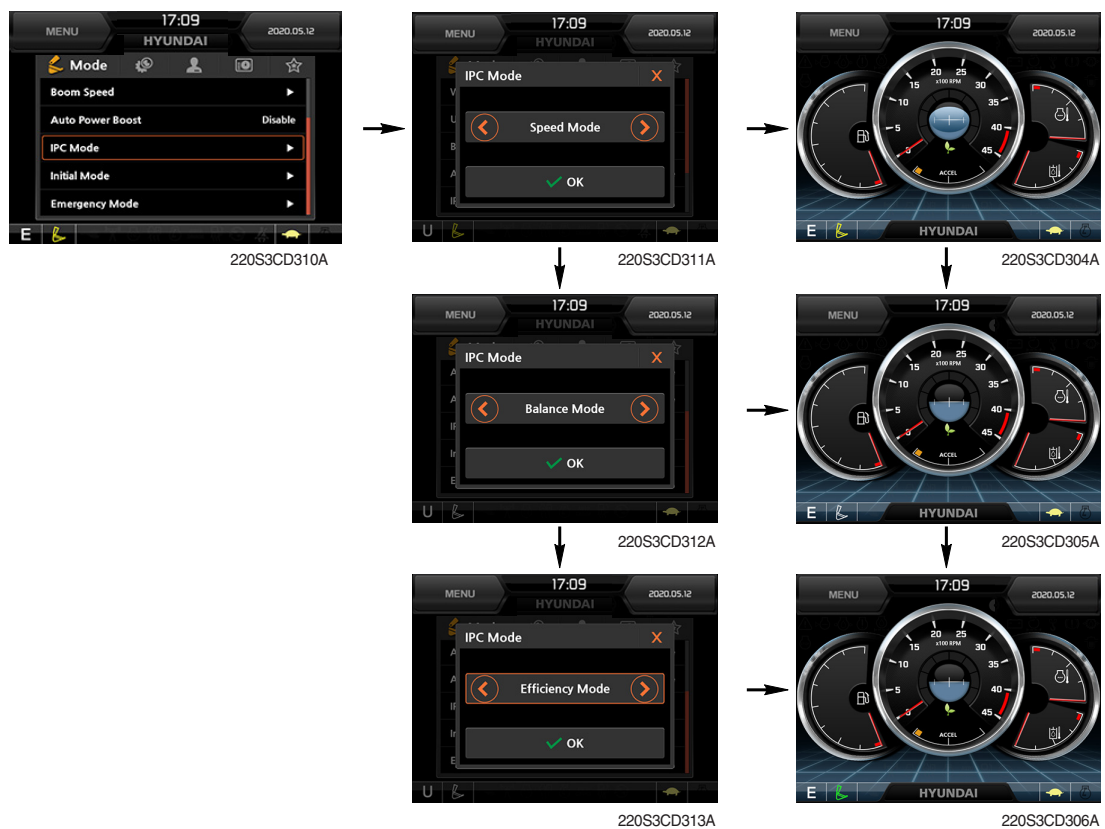 MENU
17:09
2020.05.12
HYUNDAI
Mode
Boom Speed
Auto Power Boost Disable
IPC Mode
Initial Mode
Emergency Mode
E
220S3CD310A
MENU
17:09
2020.05.12
HYUNDAI
IPC Mode X
Speed Mode
OK
U
220S3CD311A
MENU
17:09
2020.05.12
20 25
x100 RPM
15 30
10 35
5 40
0 45
ACCEL
E HYUNDAI
220S3CD304A
MENU
17:09
2020.05.12
HYUNDAI
IPC Mode X
Balance Mode
OK
U
220S3CD312A
MENU
17:09
2020.05.12
20 25
x100 RPM
15 30
10 35
5 40
0 45
ACCEL
E HYUNDAI
220S3CD305A
MENU
17:09
2020.05.12
HYUNDAI
IPC Mode X
Efficiency Mode
OK
U
220S3CD313A
MENU
17:09
2020.05.12
20 25
x100 RPM
15 30
10 35
5 40
0 45
ACCEL
E HYUNDAI
220S3CD306A